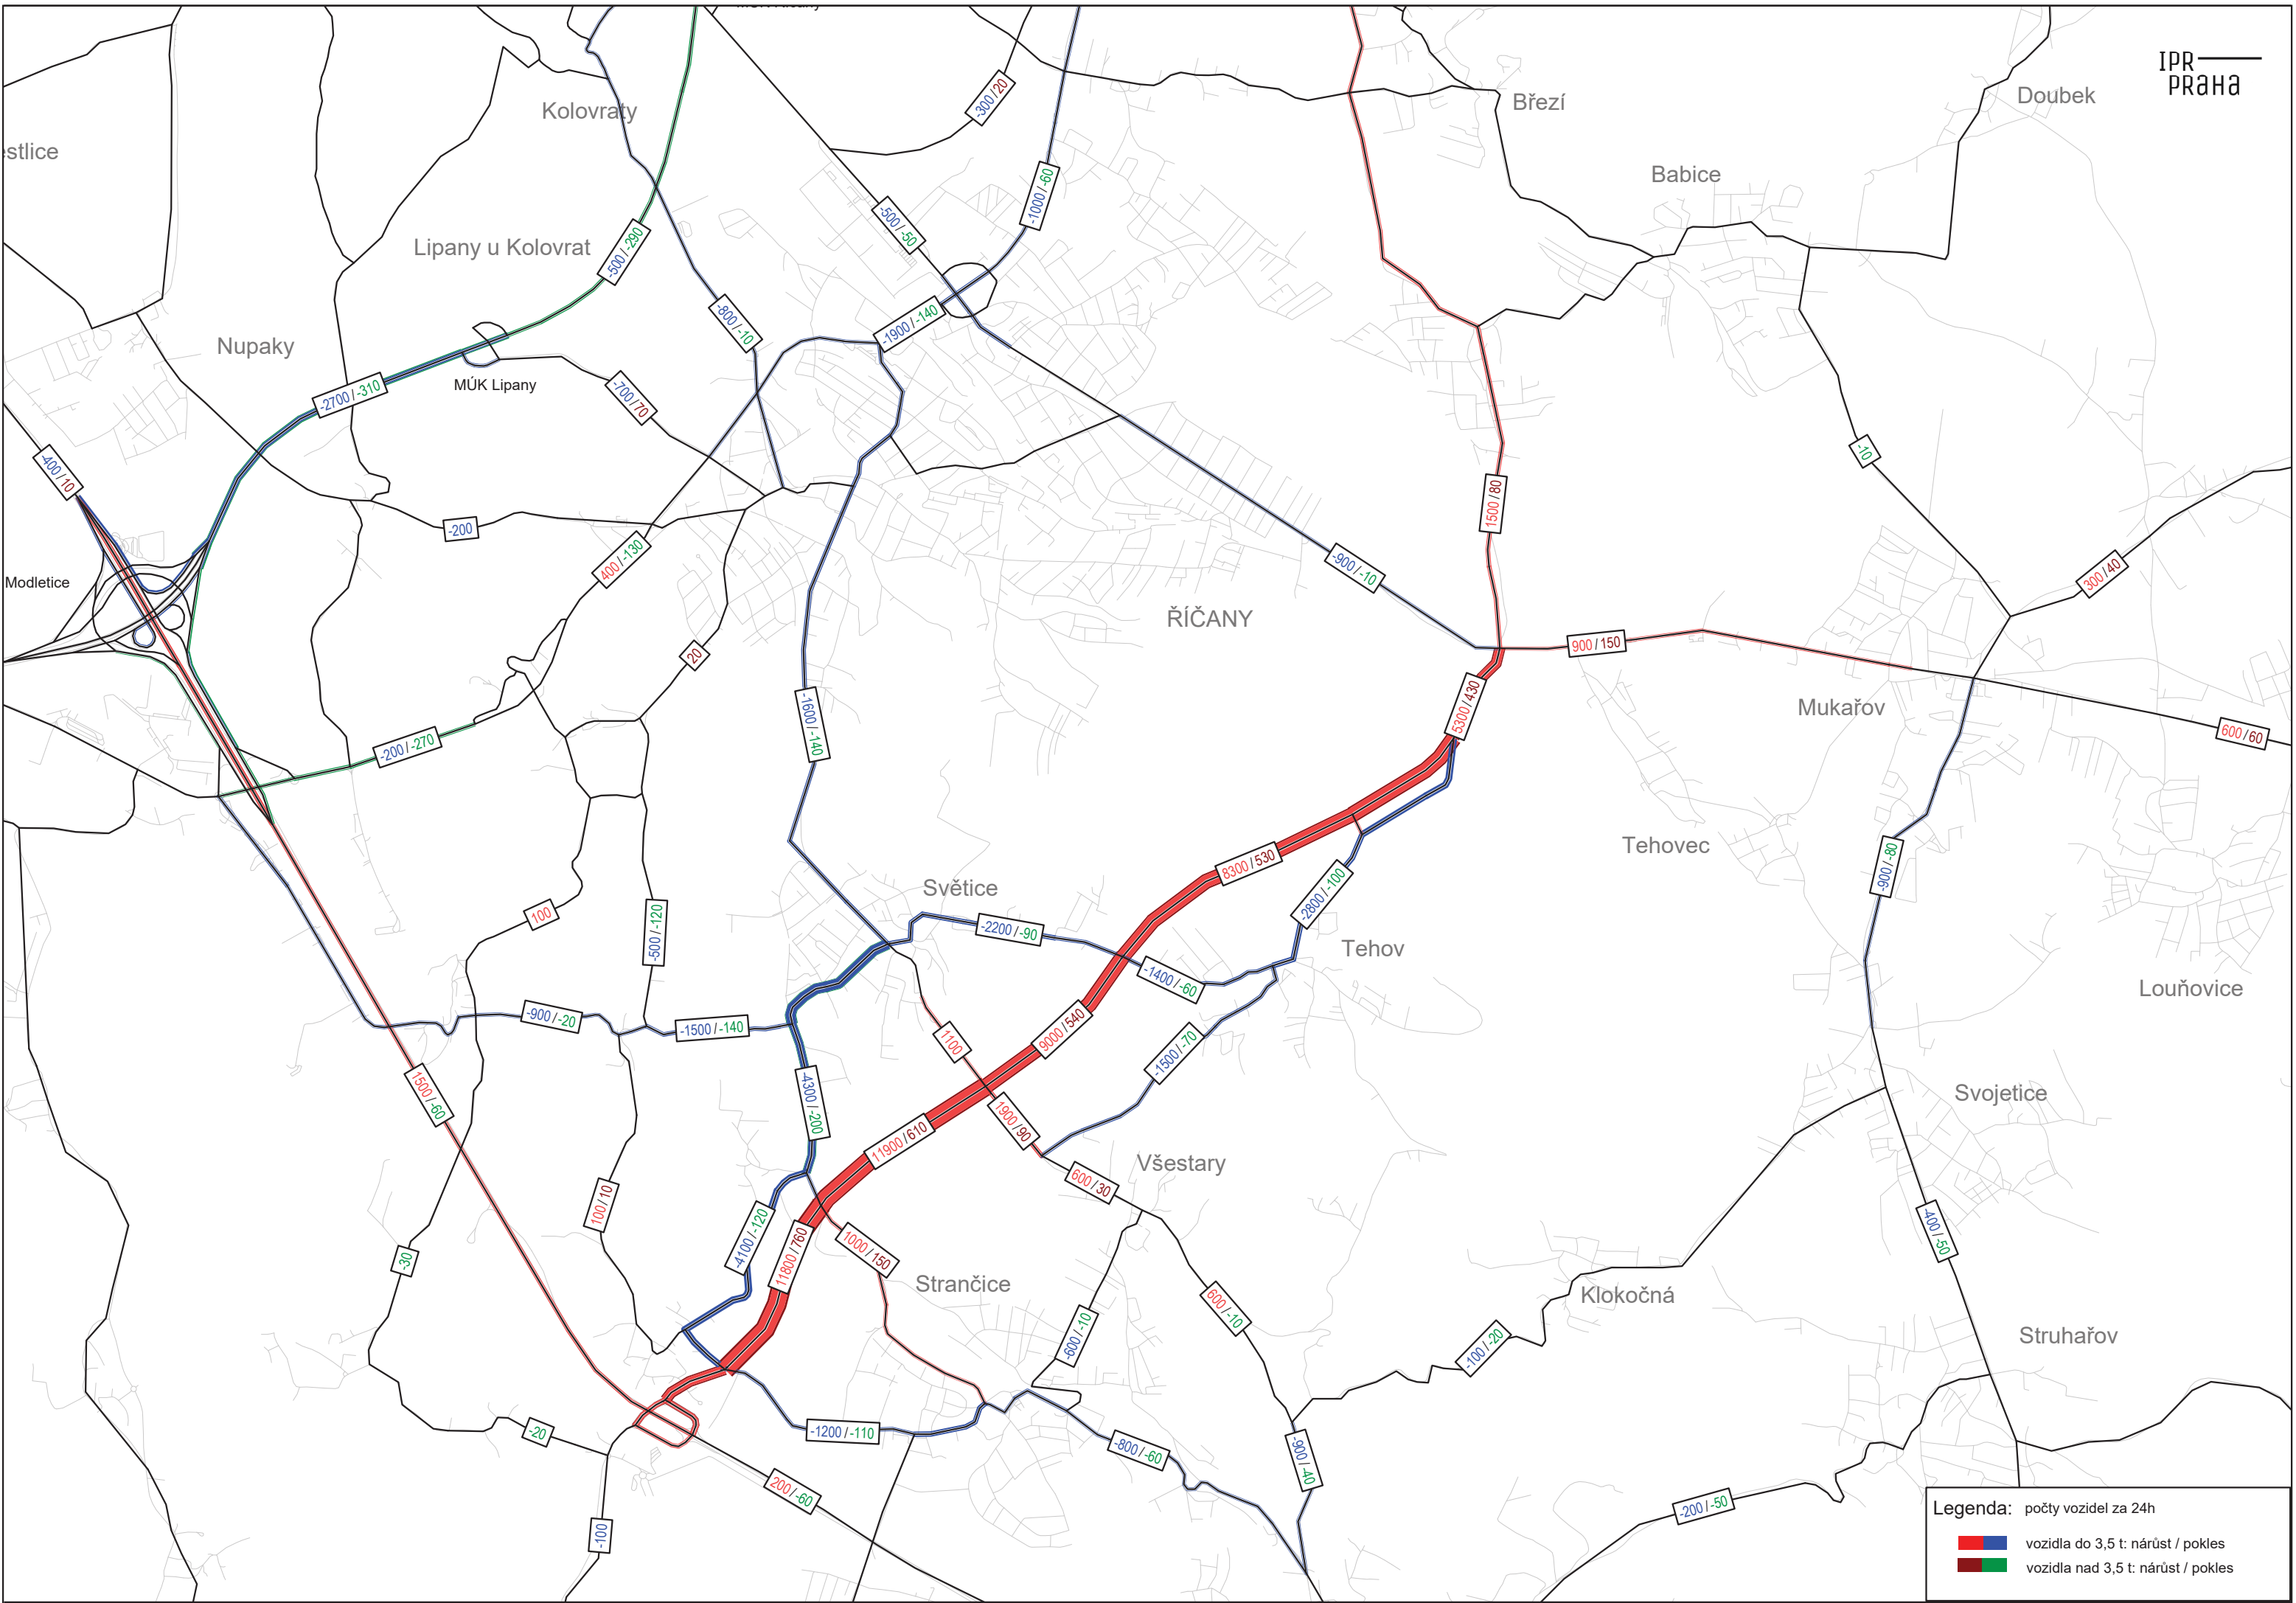 IPR
PRaHa
Kolovraty
-300 / 20
Březí
Doubek
estlice
Babice
-1000 / -60
-500 / -50
Lipany u Kolovrat
-500 / -290
-800 / -10
-1900 / -140
Nupaky
MÚK Lipany
-2700 / -310
-700 / 70
-400 / 10
-10
-200
1500 / 80
400 / -130
-900 / -10
Modletice
300 / 40
ŘÍČANY
900 / 150
20
-1600 / -140
5300 / 430
Mukařov
600 / 60
-200 / -270
Tehovec
8300 / 530
-900 / -80
Světice
-2800 / -100
100
-500 / -120
-2200 / -90
Tehov
-1400 / -60
Louňovice
-900 / -20
-1500 / -140
1100
9000 / 540
-1500 / -70
1500 / -60
-4300 / -200
1900 / 90
Svojetice
11900 / 610
Všestary
600 / 30
100 / 10
-4100 / -120
11800 / 760
1000 / 150
-400 / -50
-30
Strančice
600 / -10
Klokočná
-600 / -10
-100 / -20
Struhařov
-20
-1200 / -110
-800 / -60
-900 / -40
200 / -60
-200 / -50
-100
Legenda: počty vozidel za 24h
vozidla do 3,5 t: nárůst / pokles
vozidla nad 3,5 t: nárůst / pokles